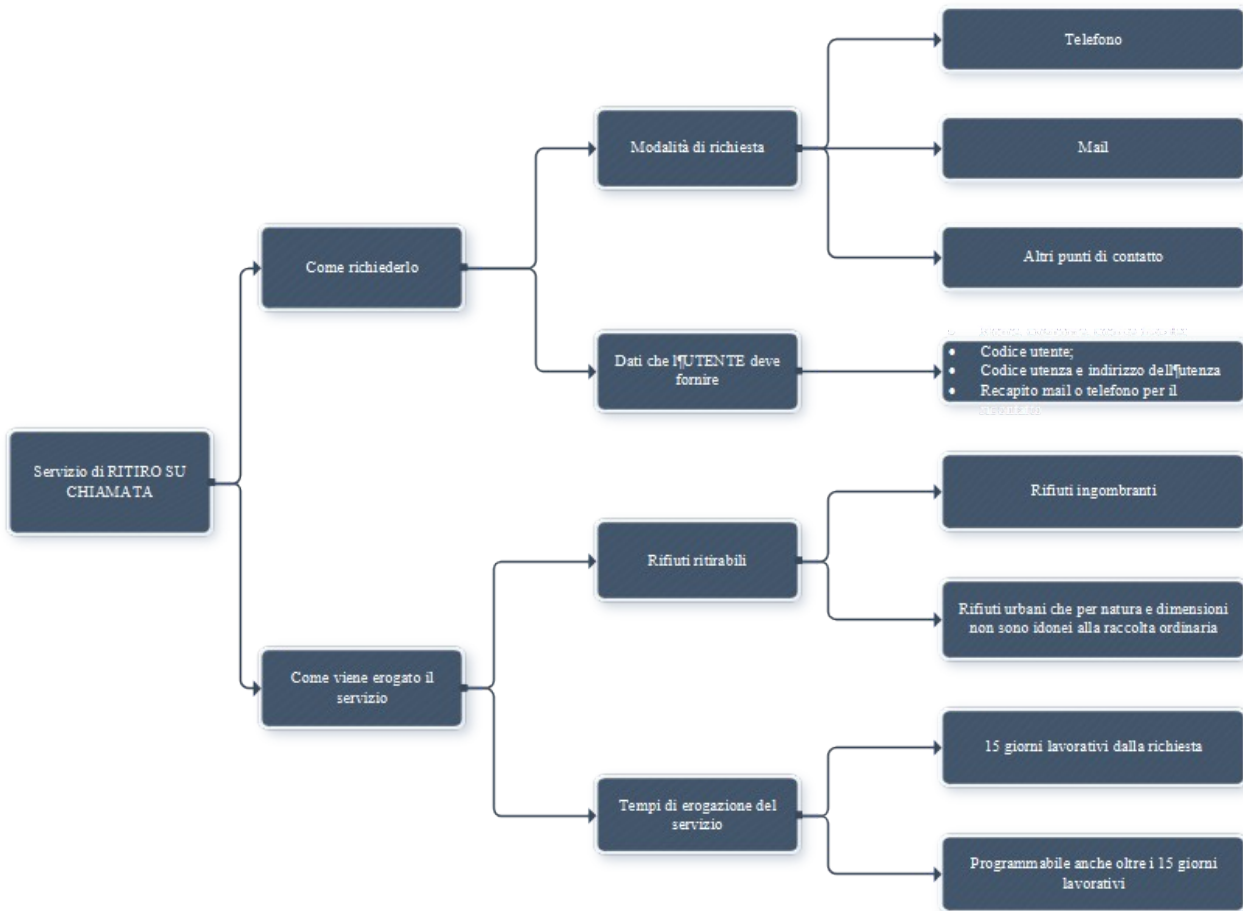 Telefono
Modalità di richiesta
Mail
Come richiederlo
Altri punti di contatto
Dati che l¶UTENTE deve
fornire
• Codice utente;
• Codice utenza e indirizzo dell¶utenza
• Recapito mail o telefono per il
Servizio di RITIRO SU
CHIAMATA
Rifiuti ingombranti
Rifiuti ritirabili
Rifiuti urbani che per natura e dimensioni
non sono idonei alla raccolta ordinaria
Come viene erogato il
servizio
15 giorni lavorativi dalla richiesta
Tempi di erogazione del
servizio
Programmabile anche oltre i 15 giorni
lavorativi